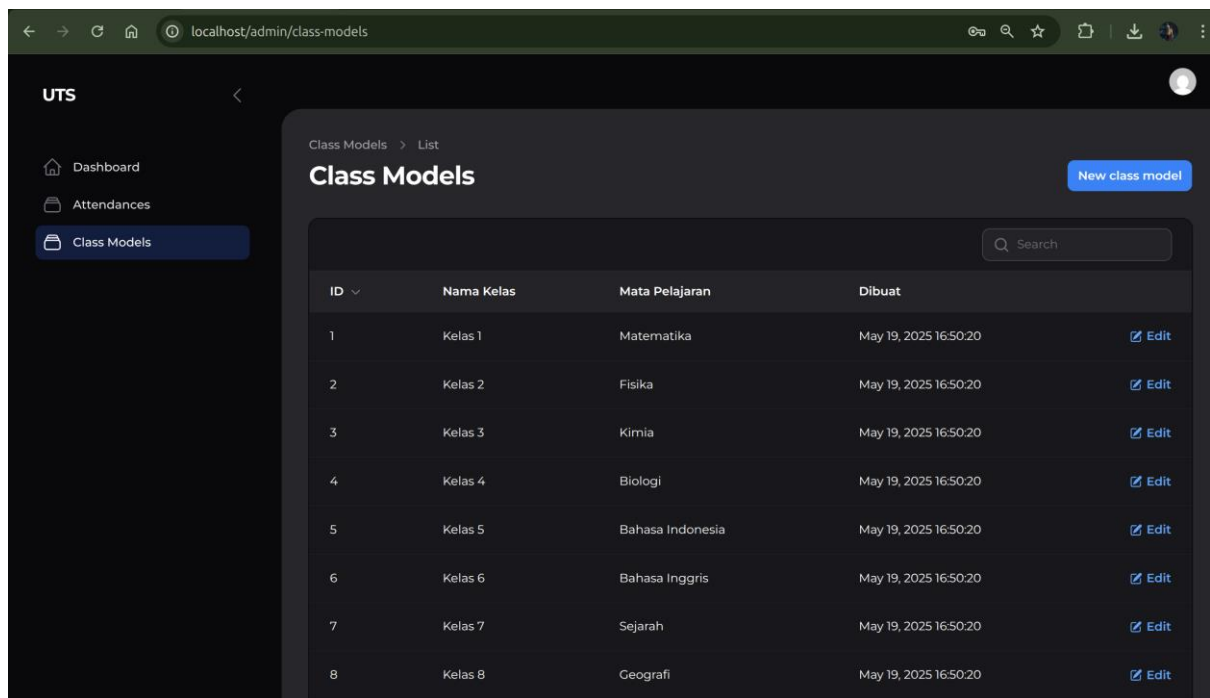 localhost/admin/class-models
UTS
Dashboard
Attendances
Class Models
Class Models > List
Class Models
New class model
Search
ID Nama Kelas Mata Pelajaran Dibuat
1 Kelas 1 Matematika May 19, 2025 16:50:20 Edit
2 Kelas 2 Fisika May 19, 2025 16:50:20 Edit
3 Kelas 3 Kimia May 19, 2025 16:50:20 Edit
4 Kelas 4 Biologi May 19, 2025 16:50:20 Edit
5 Kelas 5 Bahasa Indonesia May 19, 2025 16:50:20 Edit
6 Kelas 6 Bahasa Inggris May 19, 2025 16:50:20 Edit
7 Kelas 7 Sejarah May 19, 2025 16:50:20 Edit
8 Kelas 8 Geografi May 19, 2025 16:50:20 Edit